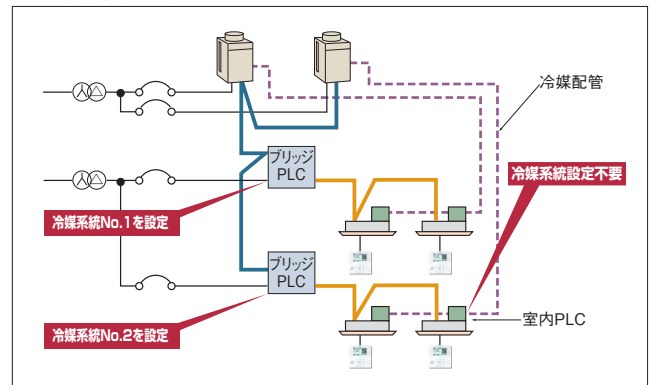 冷媒配管
ブリッジ
PLC
冷媒系統設定不要
冷媒系統No.1を設定
ブリッジ
PLC
室内PLC
冷媒系統No.2を設定